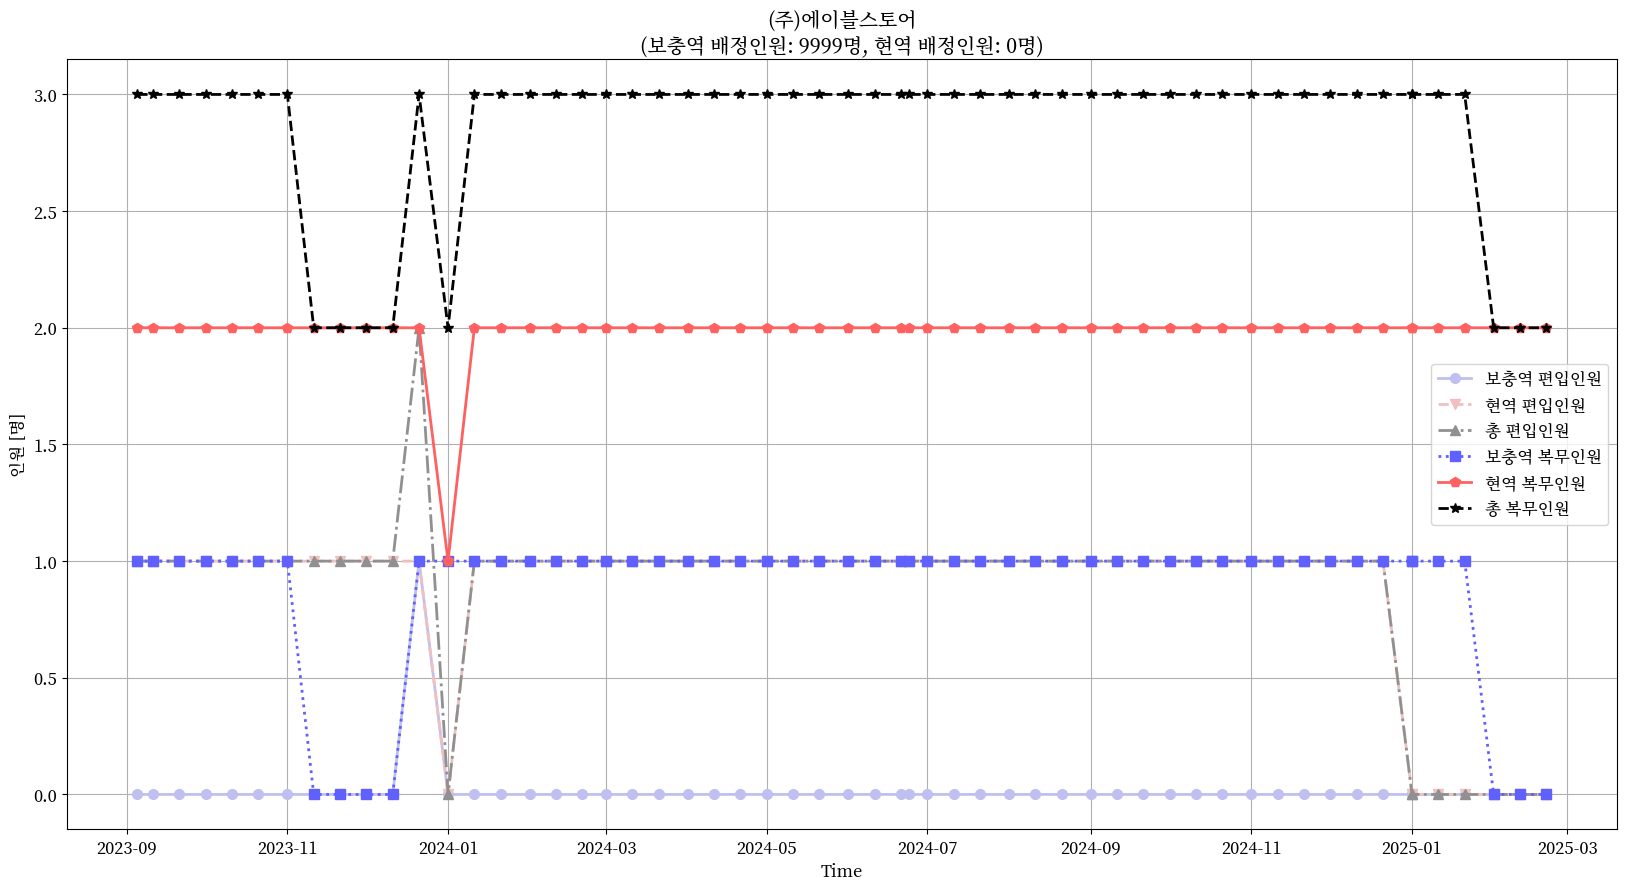 (주)에이블스토어
(보충역 배정인원: 9999명, 현역 배정인원: 0명)
인원 [명]
3.0
2.5
2.0
1.5
1.0
0.5
0.0
보충역 편입인원
현역 편입인원
총 편입인원
보충역 복무인원
현역 복무인원
총 복무인원
2023-09 2023-11 2024-01 2024-03 2024-05 2024-07 2024-09 2024-11 2025-01 2025-03
Time